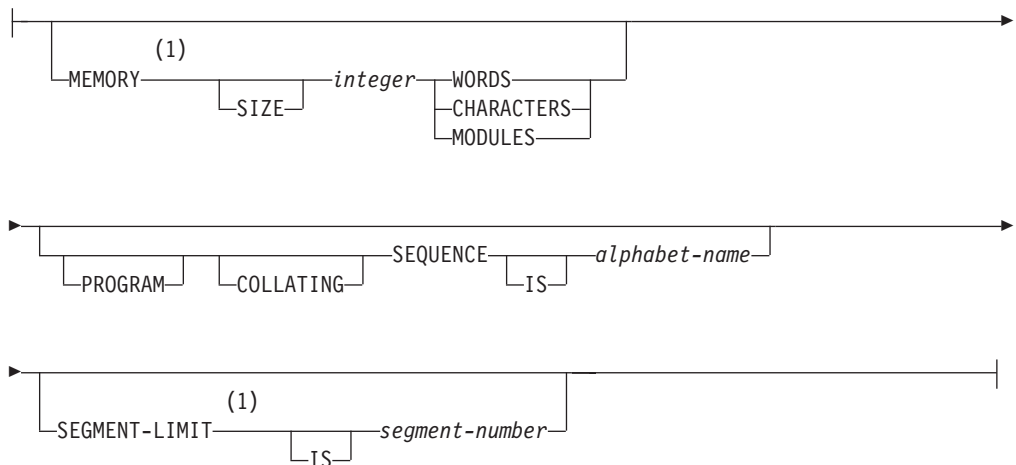 (1)
MEMORY integer WORDS
SIZE CHARACTERS
MODULES
SEQUENCE alphabet-name
PROGRAM COLLATING IS
(1)
SEGMENT-LIMIT segment-number
IS